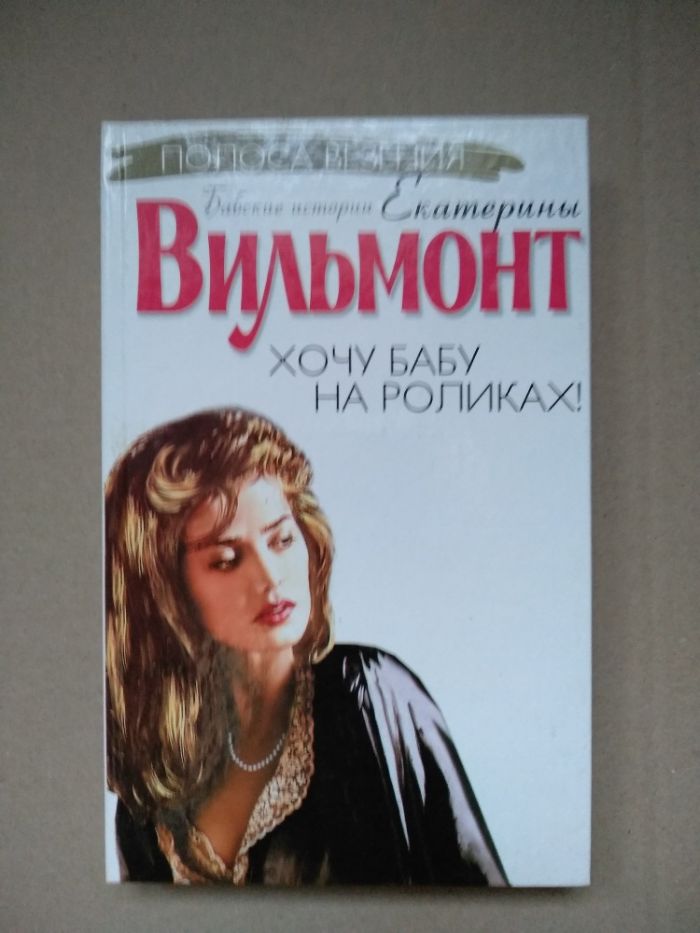 ПОЛОСА ВЕЗЕНИЯ
Бабские истории Екатерины
ВИЛЬМОНТ
ХОЧУ БАБУ
НА РОЛИКАХ!